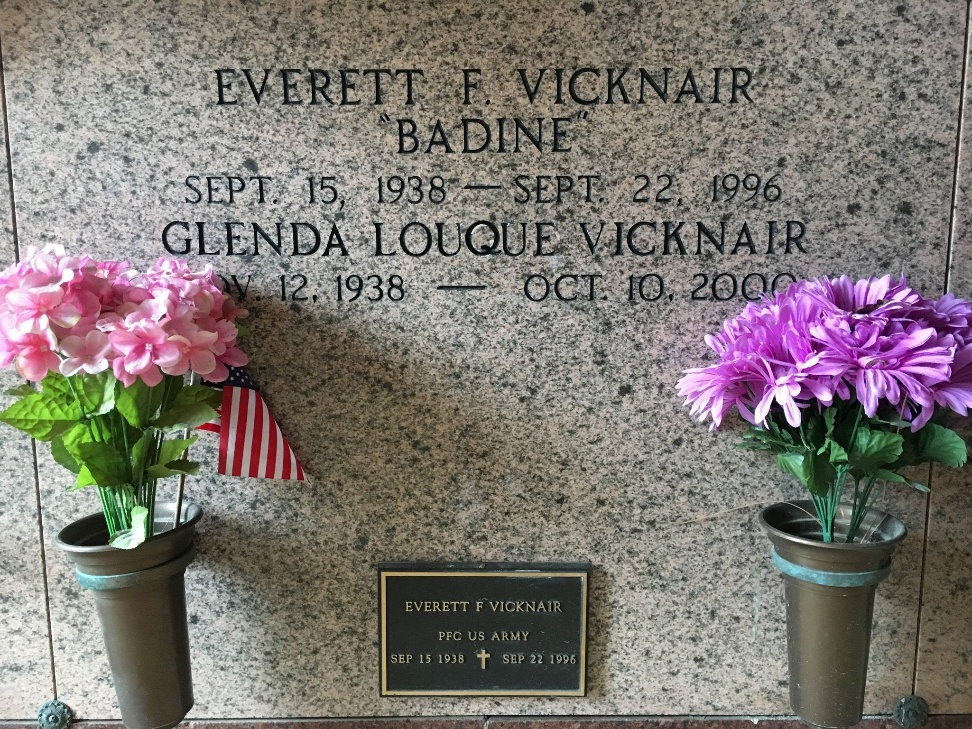 EVERETT F. VICKNAIR
"BADINE"
SEPT. 15, 1938 — SEPT. 22, 1996
GLENDA LOUQUE VICKNAIR
12, 1938 — OCT. 10, 2000
EVERETT F VICKNAIR
PFC US ARMY
SEP 15 1938 ✝ SEP 22 1996